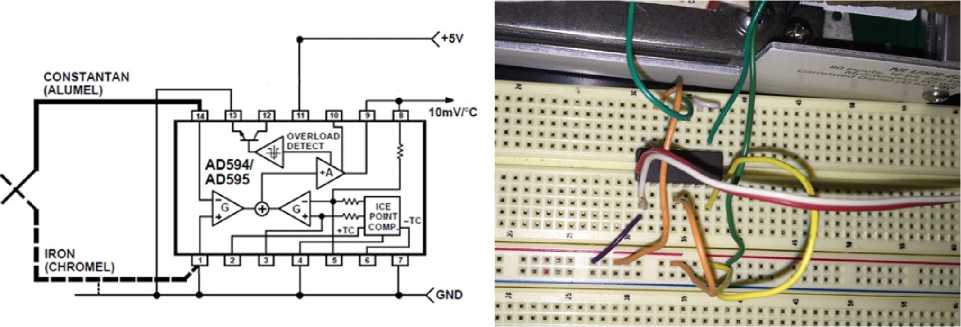 +5V
CONSTANTAN
(ALUMEL)
10mV/°C
14 13 12 11 10 9 8
OVERLOAD
DETECT
AD594/
AD595
+A
G
G
ICE
POINT
COMP.
+TC
–TC
1 2 3 4 5 6 7
IRON
(CHROMEL)
GND